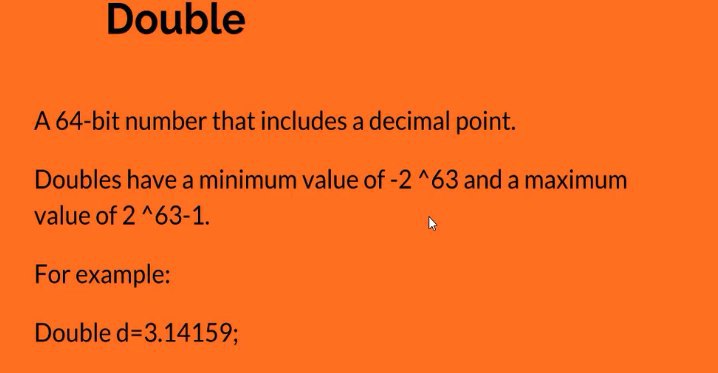 Double
A 64-bit number that includes a decimal point.
Doubles have a minimum value of -2 ^63 and a maximum
value of 2 ^63-1.
For example:
Double d=3.14159;